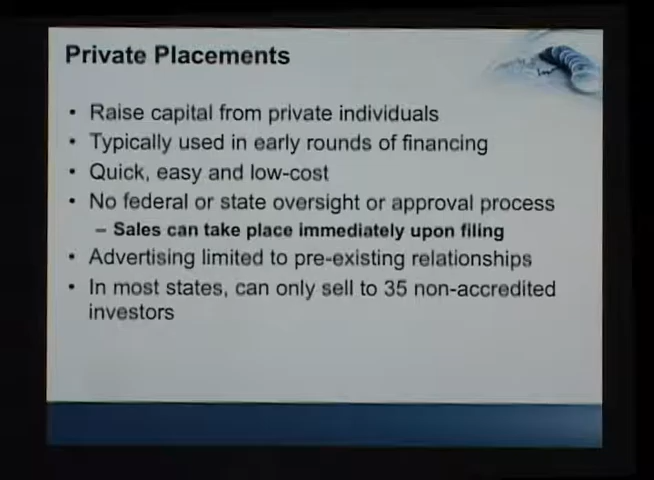 Private Placements
• Raise capital from private individuals
• Typically used in early rounds of financing
• Quick, easy and low-cost
• No federal or state oversight or approval process
– Sales can take place immediately upon filing
• Advertising limited to pre-existing relationships
• In most states, can only sell to 35 non-accredited
investors